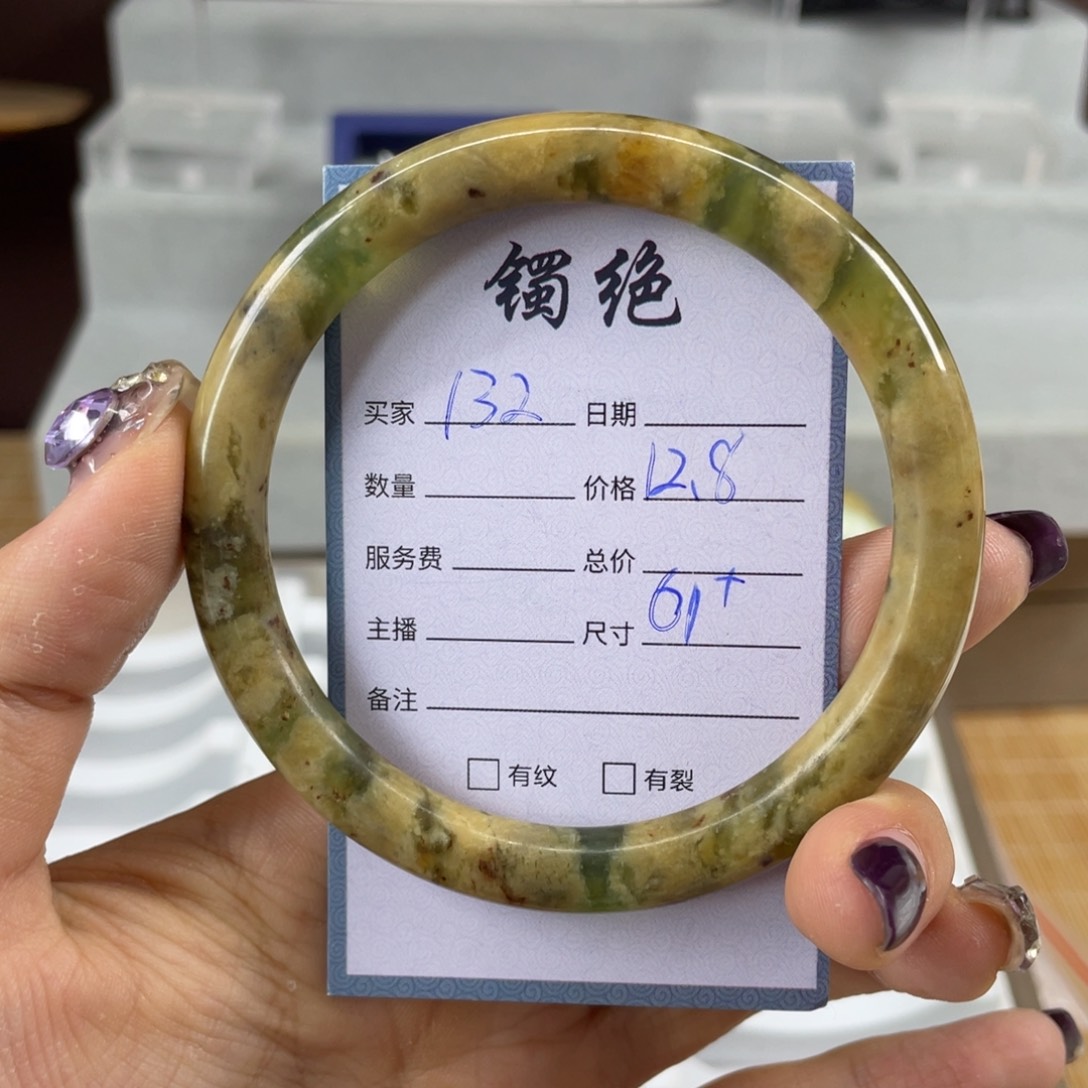 镯绝
买家 132 日期
数量 价格 12.8
服务费 总价
主播 尺寸 61+
备注
□ 有纹 □ 有裂